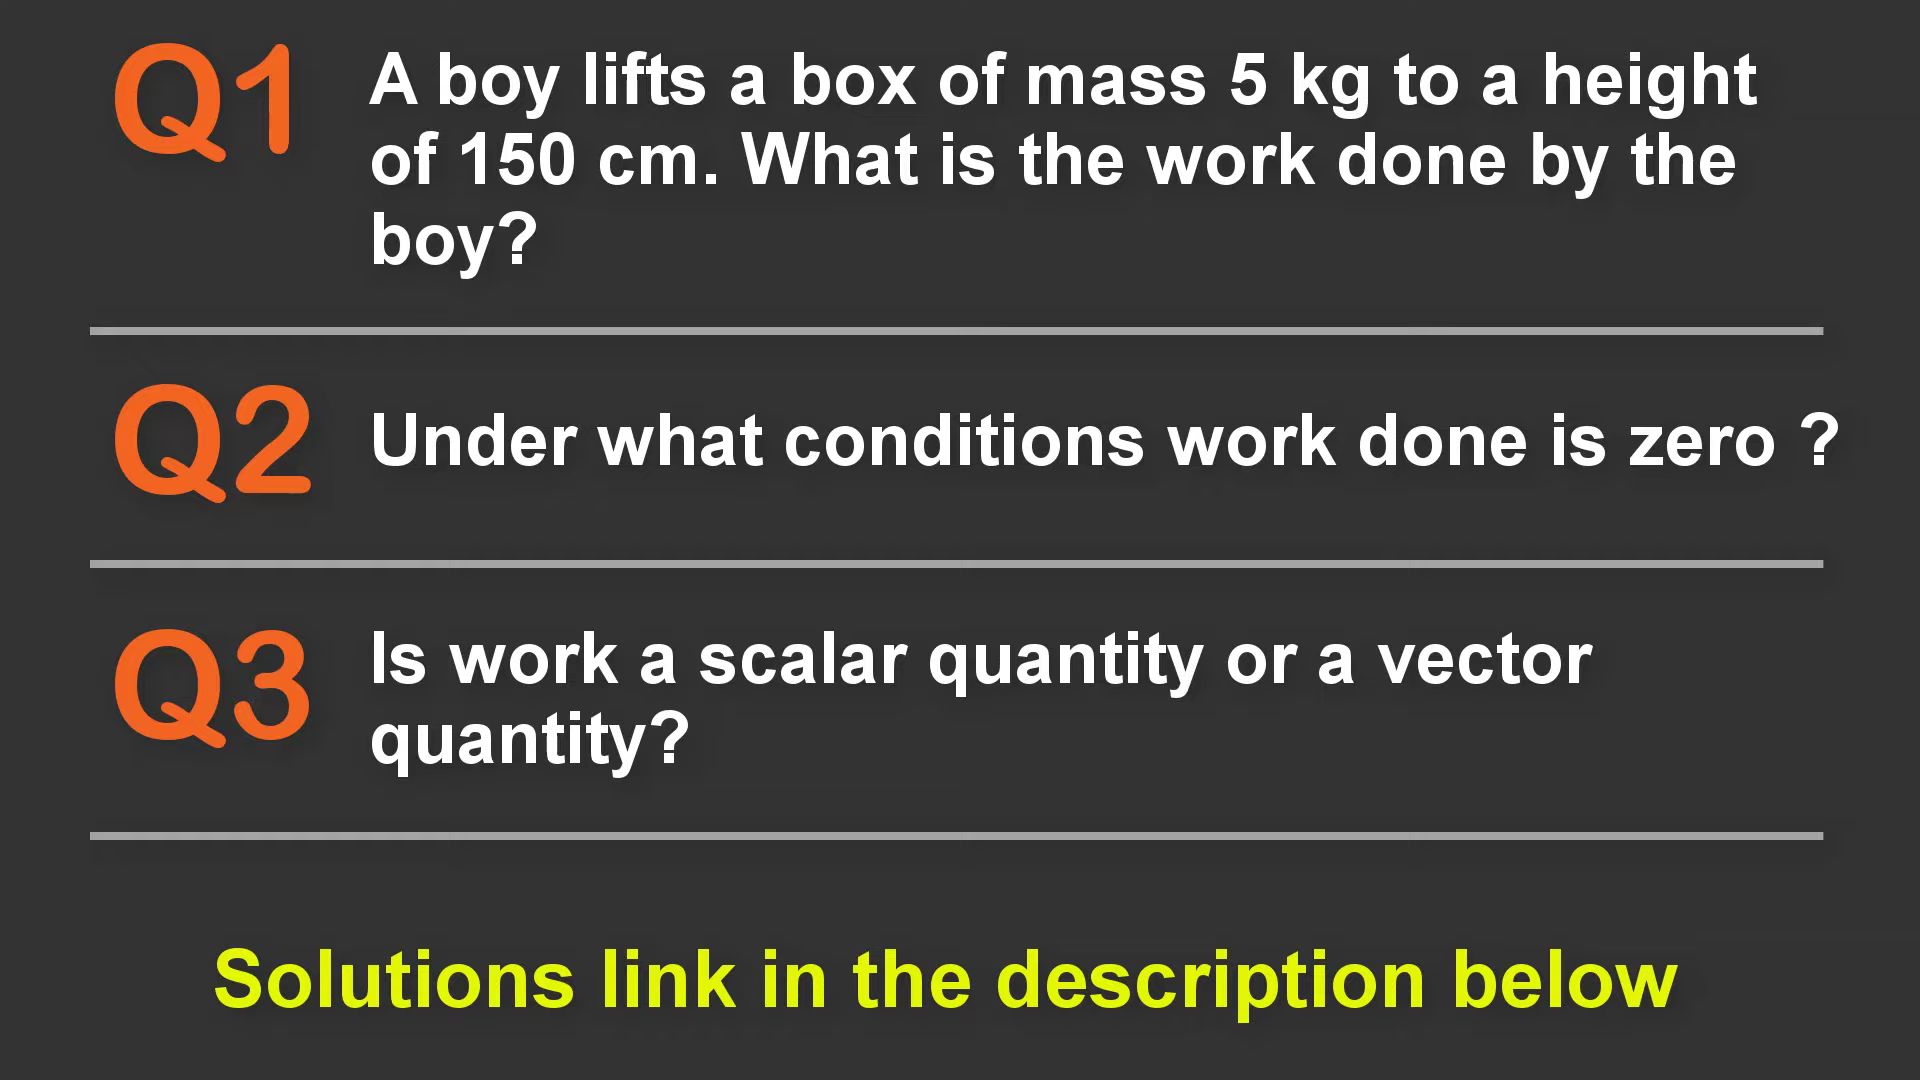 Q1 A boy lifts a box of mass 5 kg to a height
of 150 cm. What is the work done by the
boy?
Q2 Under what conditions work done is zero ?
Q3 Is work a scalar quantity or a vector
quantity?
Solutions link in the description below